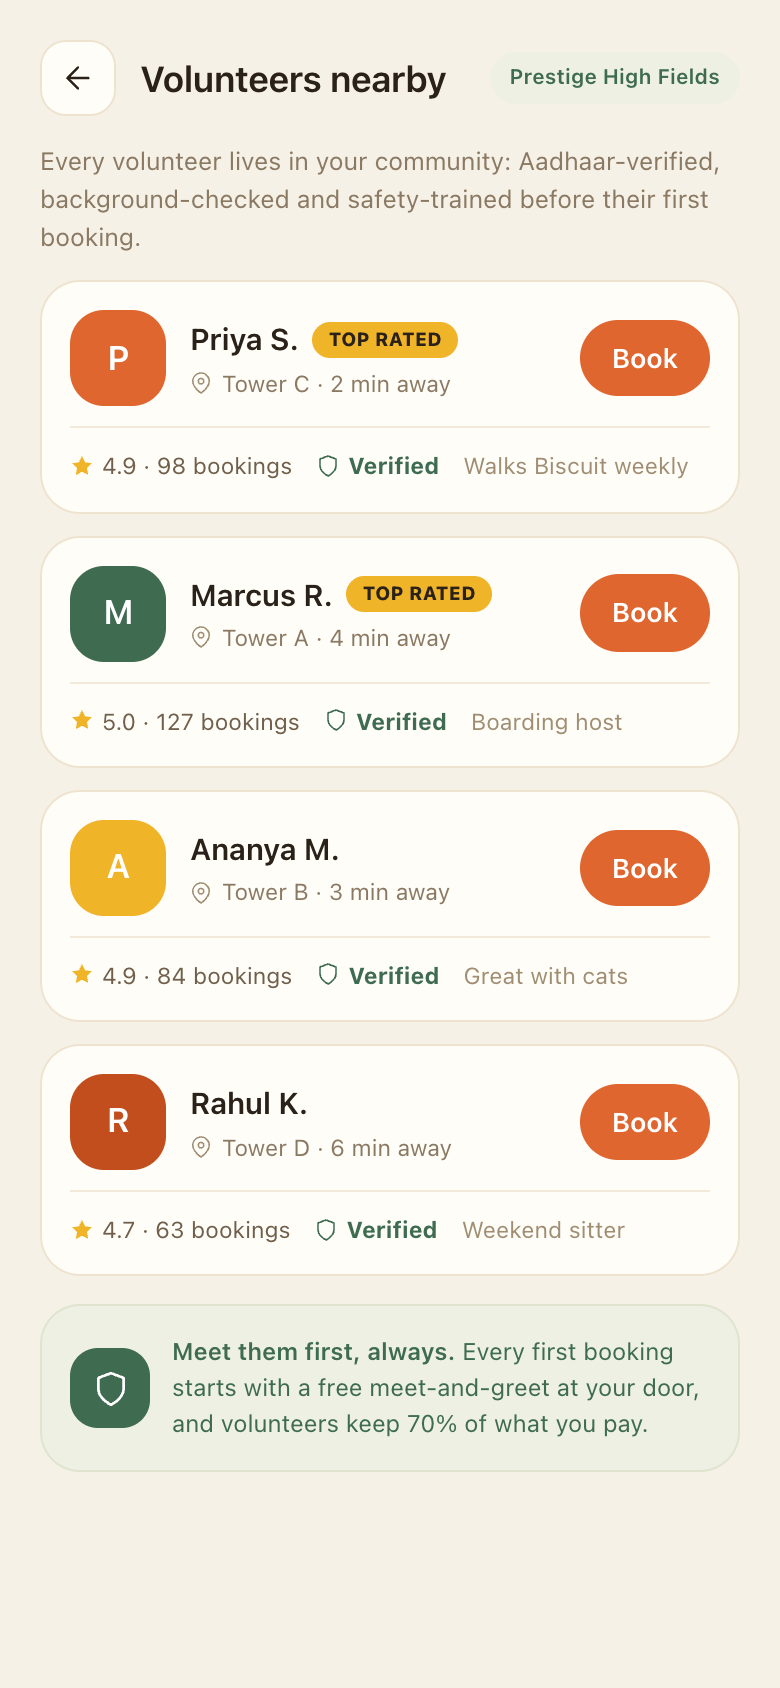 Volunteers nearby
Prestige High Fields
Every volunteer lives in your community: Aadhaar-verified,
background-checked and safety-trained before their first
booking.
P
Priya S. TOP RATED
Tower C · 2 min away
Book
4.9 · 98 bookings Verified Walks Biscuit weekly
M
Marcus R. TOP RATED
Tower A · 4 min away
Book
5.0 · 127 bookings Verified Boarding host
A
Ananya M.
Tower B · 3 min away
Book
4.9 · 84 bookings Verified Great with cats
R
Rahul K.
Tower D · 6 min away
Book
4.7 · 63 bookings Verified Weekend sitter
Meet them first, always. Every first booking
starts with a free meet-and-greet at your door,
and volunteers keep 70% of what you pay.